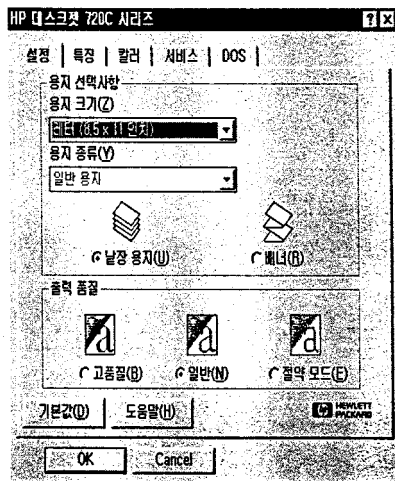 HP 데스크젯 720C 시리즈
설정 특징 칼러 서비스 DOS
용지 선택사항
용지 크기(Z)
레터 (8.5 x 11 인치)
용지 종류(Y)
일반 용지
낱장 용지(U) 배너(R)
출력 품질
고품질(B) 일반(N) 절약 모드(E)
기본값(D) 도움말(H) HEWLETT
PACKARD
OK Cancel